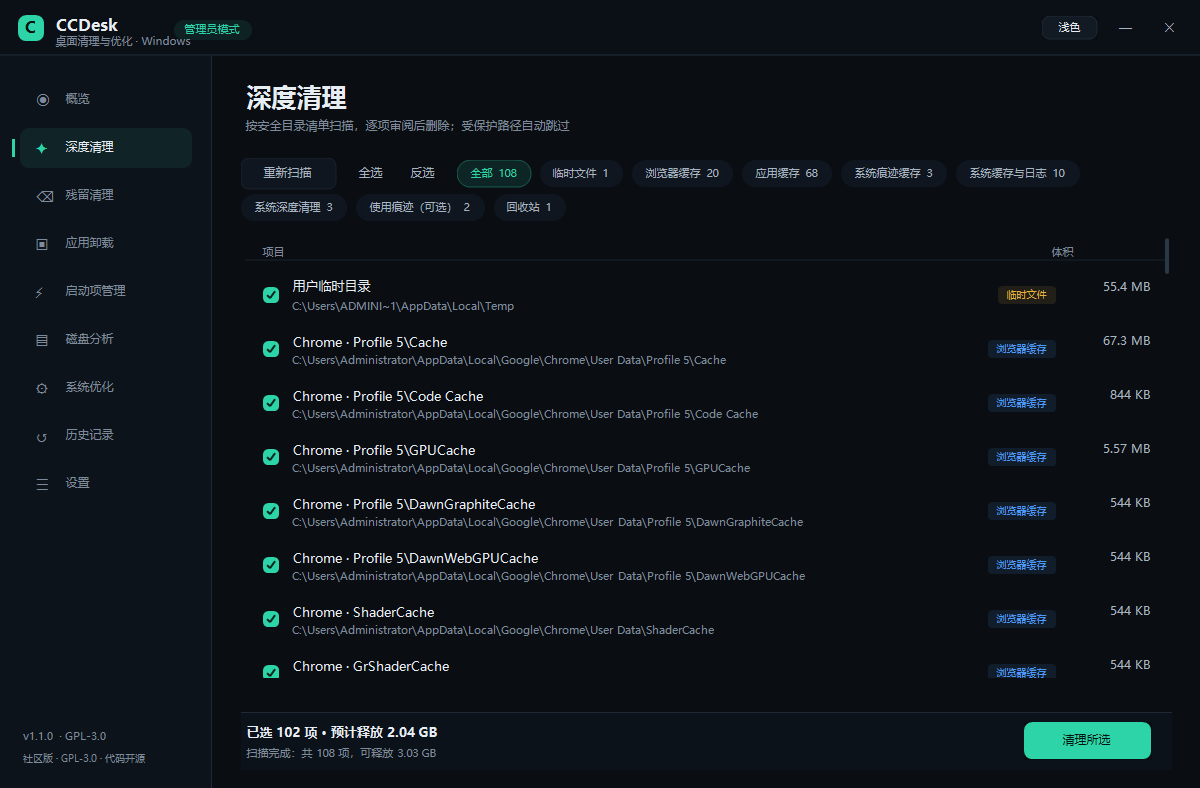 C
CCDesk
桌面清理与优化 · Windows
管理员模式
浅色
概览
深度清理
残留清理
应用卸载
启动项管理
磁盘分析
系统优化
历史记录
设置
v1.1.0 · GPL-3.0
社区版 · GPL-3.0 · 代码开源
深度清理
按安全目录清单扫描，逐项审阅后删除；受保护路径自动跳过
重新扫描 全选 反选 全部 108 临时文件 1 浏览器缓存 20 应用缓存 68 系统痕迹缓存 3 系统缓存与日志 10
系统深度清理 3 使用痕迹（可选） 2 回收站 1
项目 体积
用户临时目录
C:\Users\ADMINI~1\AppData\Local\Temp
临时文件 55.4 MB
Chrome · Profile 5\Cache
C:\Users\Administrator\AppData\Local\Google\Chrome\User Data\Profile 5\Cache
浏览器缓存 67.3 MB
Chrome · Profile 5\Code Cache
C:\Users\Administrator\AppData\Local\Google\Chrome\User Data\Profile 5\Code Cache
浏览器缓存 844 KB
Chrome · Profile 5\GPUCache
C:\Users\Administrator\AppData\Local\Google\Chrome\User Data\Profile 5\GPUCache
浏览器缓存 5.57 MB
Chrome · Profile 5\DawnGraphiteCache
C:\Users\Administrator\AppData\Local\Google\Chrome\User Data\Profile 5\DawnGraphiteCache
浏览器缓存 544 KB
Chrome · Profile 5\DawnWebGPUCache
C:\Users\Administrator\AppData\Local\Google\Chrome\User Data\Profile 5\DawnWebGPUCache
浏览器缓存 544 KB
Chrome · ShaderCache
C:\Users\Administrator\AppData\Local\Google\Chrome\User Data\ShaderCache
浏览器缓存 544 KB
Chrome · GrShaderCache
浏览器缓存 544 KB
已选 102 项 • 预计释放 2.04 GB
扫描完成：共 108 项，可释放 3.03 GB
清理所选